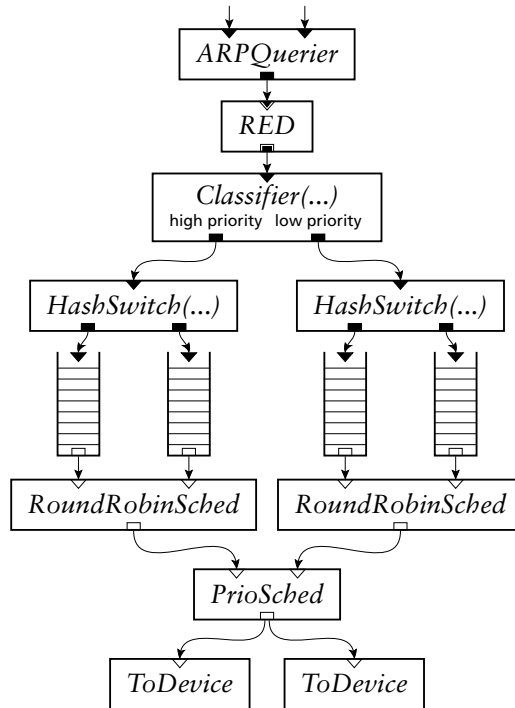 ARPQuerier
RED
Classifier(...)
high priority low priority
HashSwitch(...) HashSwitch(...)
RoundRobinSched RoundRobinSched
PrioSched
ToDevice ToDevice